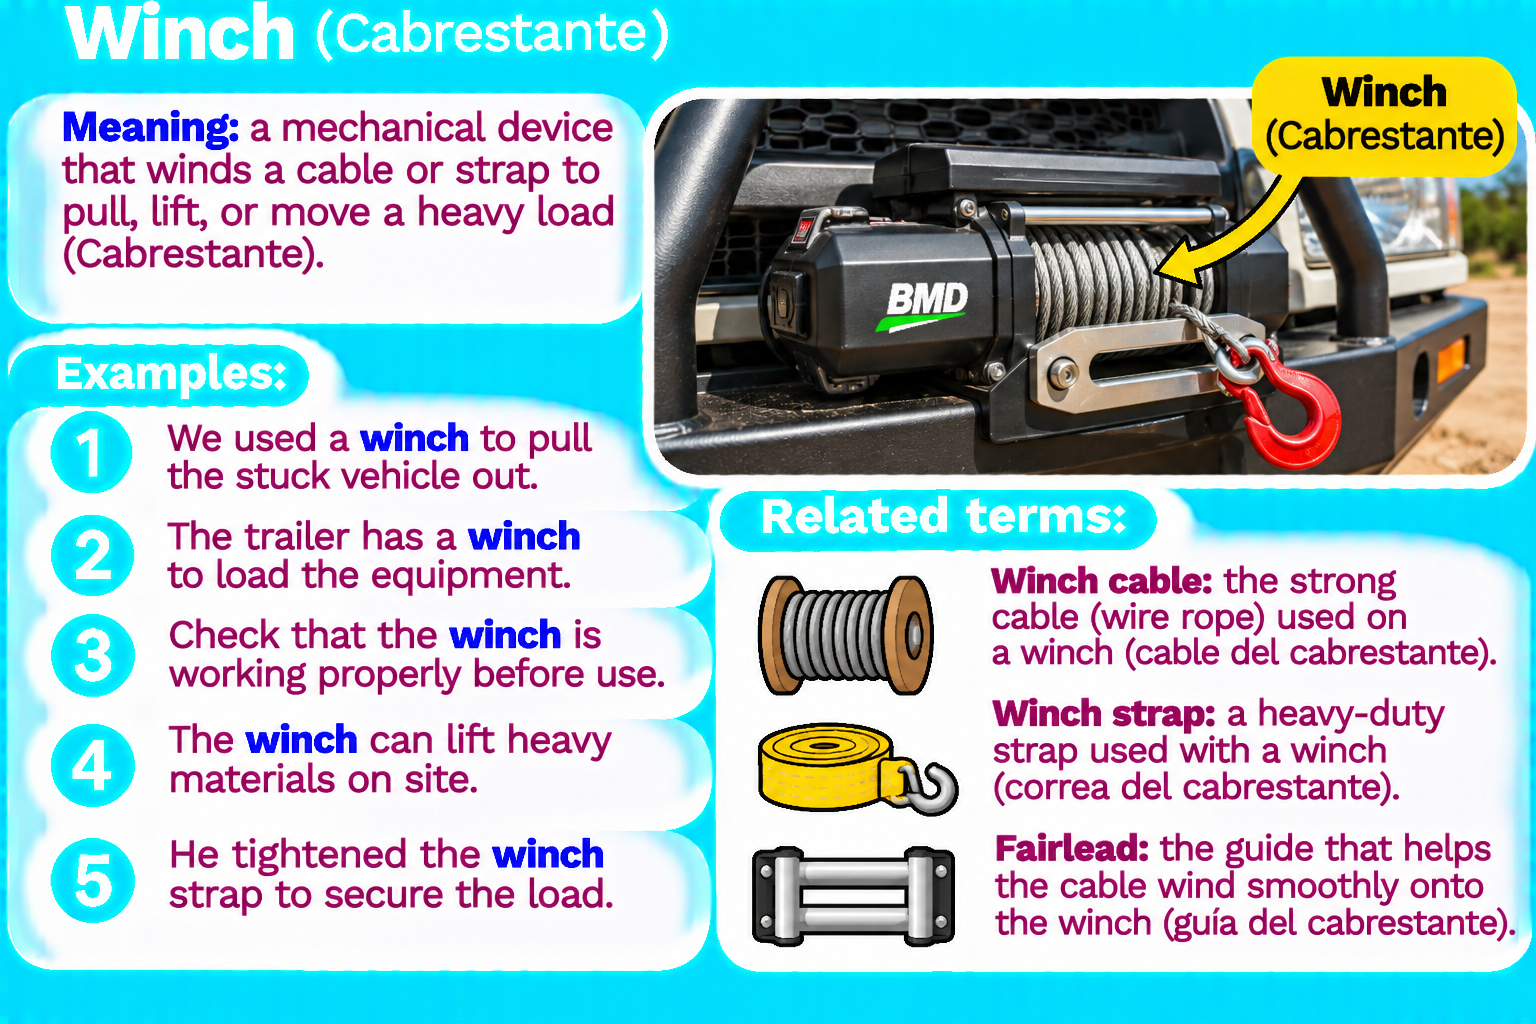 Winch (Cabrestante)
Meaning: a mechanical device
that winds a cable or strap to
pull, lift, or move a heavy load
(Cabrestante).
Winch
(Cabrestante)
BMD
Examples:
1 We used a winch to pull
the stuck vehicle out.
2 The trailer has a winch
to load the equipment.
3 Check that the winch is
working properly before use.
4 The winch can lift heavy
materials on site.
5 He tightened the winch
strap to secure the load.
Related terms:
Winch cable: the strong
cable (wire rope) used on
a winch (cable del cabrestante).
Winch strap: a heavy-duty
strap used with a winch
(correa del cabrestante).
Fairlead: the guide that helps
the cable wind smoothly onto
the winch (guía del cabrestante).